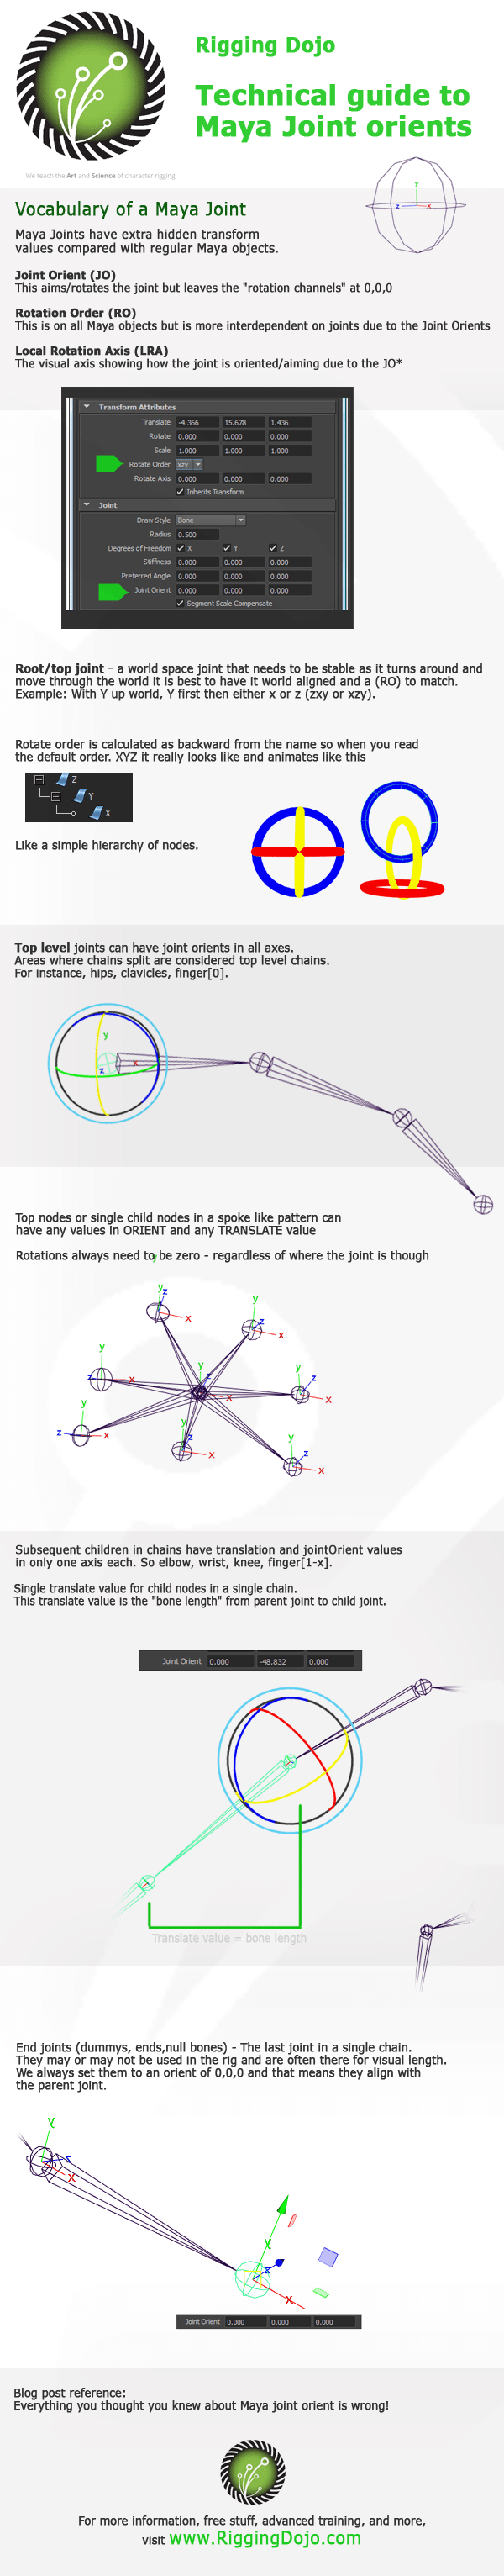 Rigging Dojo
Technical guide to
Maya Joint orients
We teach the Art and Science of character rigging.
y
z
x
Vocabulary of a Maya Joint
Maya Joints have extra hidden transform
values compared with regular Maya objects.
Joint Orient (JO)
This aims/rotates the joint but leaves the "rotation channels" at 0,0,0
Rotation Order (RO)
This is on all Maya objects but is more interdependent on joints due to the Joint Orients
Local Rotation Axis (LRA)
The visual axis showing how the joint is oriented/aiming due to the JO*
Transform Attributes
Translate -4.366 15.678 1.436
Rotate 0.000 0.000 0.000
Scale 1.000 1.000 1.000
Rotate Order xzy
Rotate Axis 0.000 0.000 0.000
Inherits Transform
Joint
Draw Style Bone
Radius 0.500
Degrees of Freedom X Y Z
Stiffness 0.000 0.000 0.000
Preferred Angle 0.000 0.000 0.000
Joint Orient 0.000 0.000 0.000
Segment Scale Compensate
Root/top joint - a world space joint that needs to be stable as it turns around and
move through the world it is best to have it world aligned and a (RO) to match.
Example: With Y up world, Y first then either x or z (zxy or xzy).
Rotate order is calculated as backward from the name so when you read
the default order. XYZ it really looks like and animates like this
Z
Y
X
Like a simple hierarchy of nodes.
Top level joints can have joint orients in all axes.
Areas where chains split are considered top level chains.
For instance, hips, clavicles, finger[0].
y
x
z
Top nodes or single child nodes in a spoke like pattern can
have any values in ORIENT and any TRANSLATE value
Rotations always need to be zero - regardless of where the joint is though
y
y
z
x
y
z
x
y
z
x
y
z
x
y
z
x
y
z
x
y
z
x
y
z
x
Subsequent children in chains have translation and jointOrient values
in only one axis each. So elbow, wrist, knee, finger[1-x].
Single translate value for child nodes in a single chain.
This translate value is the "bone length" from parent joint to child joint.
Joint Orient 0.000 -48.832 0.000
Translate value = bone length
End joints (dummys, ends,null bones) - The last joint in a single chain.
They may or may not be used in the rig and are often there for visual length.
We always set them to an orient of 0,0,0 and that means they align with
the parent joint.
y
z
x
y
z
x
Joint Orient 0.000 0.000 0.000
Blog post reference:
Everything you thought you knew about Maya joint orient is wrong!
For more information, free stuff, advanced training, and more,
visit www.RiggingDojo.com